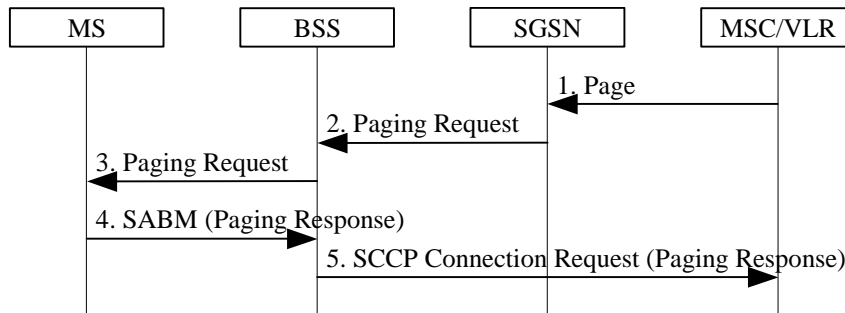 MS BSS SGSN MSC/VLR
1. Page
2. Paging Request
3. Paging Request
4. SABM (Paging Response)
5. SCCP Connection Request (Paging Response)